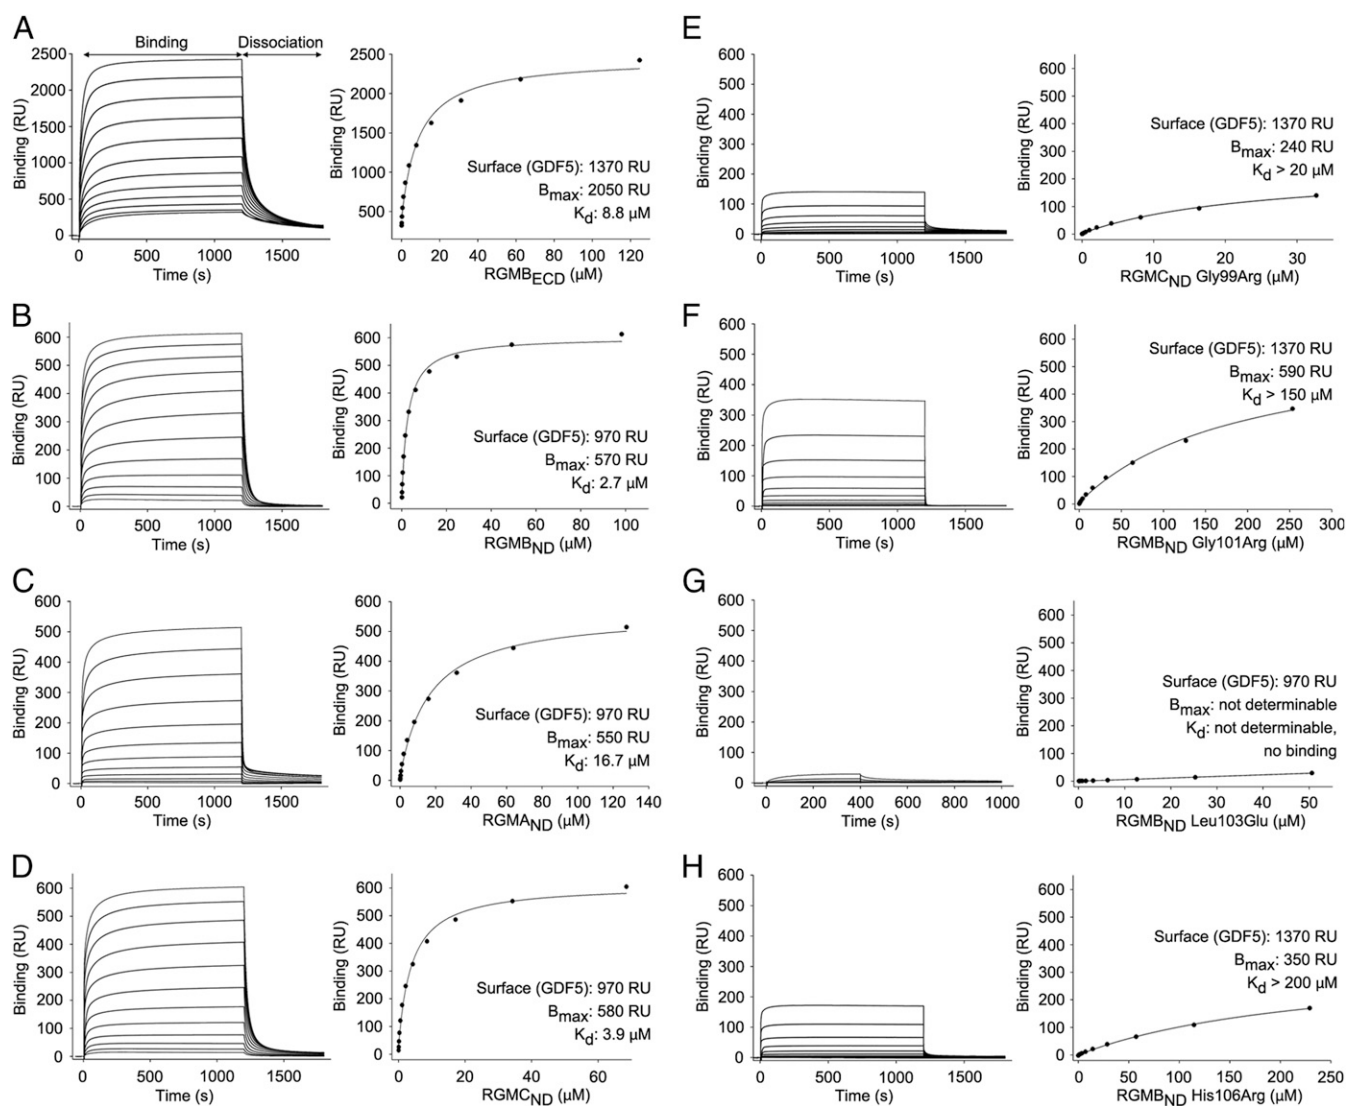 A
Binding Dissociation
2500
2000
1500
1000
500
0
Binding (RU)
0 500 1000 1500
Time (s)
2500
2000
1500
1000
500
Binding (RU)
Surface (GDF5): 1370 RU
Bmax: 2050 RU
Kd: 8.8 µM
0 20 40 60 80 100 120
RGMBECD (µM)
B
600
500
400
300
200
100
0
Binding (RU)
0 500 1000 1500
Time (s)
600
500
400
300
200
100
0
Binding (RU)
Surface (GDF5): 970 RU
Bmax: 570 RU
Kd: 2.7 µM
0 20 40 60 80 100
RGMBND (µM)
C
600
500
400
300
200
100
0
Binding (RU)
0 500 1000 1500
Time (s)
600
500
400
300
200
100
0
Binding (RU)
Surface (GDF5): 970 RU
Bmax: 550 RU
Kd: 16.7 µM
0 20 40 60 80 100 120 140
RGMAND (µM)
D
600
500
400
300
200
100
0
Binding (RU)
0 500 1000 1500
Time (s)
600
500
400
300
200
100
0
Binding (RU)
Surface (GDF5): 970 RU
Bmax: 580 RU
Kd: 3.9 µM
0 20 40 60
RGMCND (µM)
E
600
500
400
300
200
100
0
Binding (RU)
0 500 1000 1500
Time (s)
600
500
400
300
200
100
0
Binding (RU)
Surface (GDF5): 1370 RU
Bmax: 240 RU
Kd > 20 µM
0 10 20 30
RGMCND Gly99Arg (µM)
F
600
500
400
300
200
100
0
Binding (RU)
0 500 1000 1500
Time (s)
600
500
400
300
200
100
0
Binding (RU)
Surface (GDF5): 1370 RU
Bmax: 590 RU
Kd > 150 µM
0 50 100 150 200 250 300
RGMBND Gly101Arg (µM)
G
600
500
400
300
200
100
0
Binding (RU)
0 200 400 600 800 1000
Time (s)
600
500
400
300
200
100
0
Binding (RU)
Surface (GDF5): 970 RU
Bmax: not determinable
Kd: not determinable,
no binding
0 10 20 30 40 50
RGMBND Leu103Glu (µM)
H
600
500
400
300
200
100
0
Binding (RU)
0 500 1000 1500
Time (s)
600
500
400
300
200
100
0
Binding (RU)
Surface (GDF5): 1370 RU
Bmax: 350 RU
Kd > 200 µM
0 50 100 150 200 250
RGMBND His106Arg (µM)